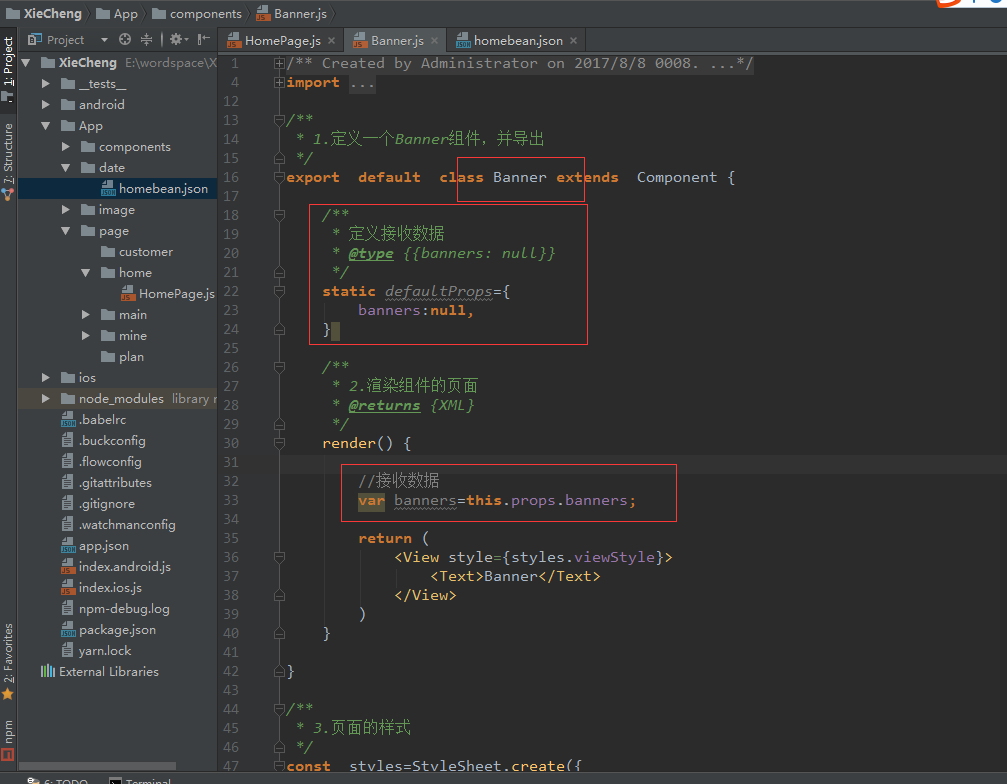 XieCheng App components Banner.js
Project HomePage.js Banner.js homebean.json
1: Project
7: Structure
2: Favorites
npm
XieCheng E:\wordspace\X
__tests__
android
App
components
date
homebean.json
image
page
customer
home
HomePage.js
main
mine
plan
ios
node_modules library r
.babelrc
.buckconfig
.flowconfig
.gitattributes
.gitignore
.watchmanconfig
app.json
index.android.js
index.ios.js
npm-debug.log
package.json
yarn.lock
External Libraries
1 /** Created by Administrator on 2017/8/8 0008. ...*/
4 import ...
12
13 /**
14 * 1.定义一个Banner组件，并导出
15 */
16 export default class Banner extends Component {
17
18 /**
19 * 定义接收数据
20 * @type {{banners: null}}
21 */
22 static defaultProps={
23 banners:null,
24 }
25
26 /**
27 * 2.渲染组件的页面
28 * @returns {XML}
29 */
30 render() {
31
32 //接收数据
33 var banners=this.props.banners;
34
35 return (
36 <View style={styles.viewStyle}>
37 <Text>Banner</Text>
38 </View>
39 )
40 }
41
42 }
43
44 /**
45 * 3.页面的样式
46 */
47 const styles=StyleSheet.create({
6: TODO Terminal